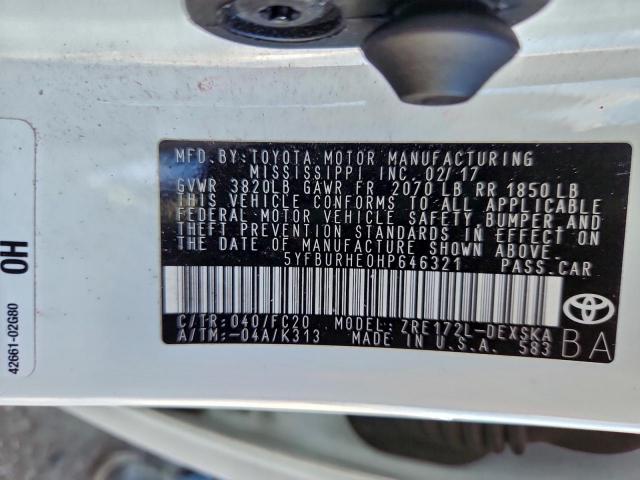 MFD.BY:TOYOTA MOTOR MANUFACTURING
MISSISSIPPI INC.02/17
GVWR 3820LB GAWR FR 2070 LB RR 1850 LB
THIS VEHICLE CONFORMS TO ALL APPLICABLE
FEDERAL MOTOR VEHICLE SAFETY, BUMPER AND
THEFT PREVENTION STANDARDS IN EFFECT ON
THE DATE OF MANUFACTURE SHOWN ABOVE.
5YFBURHE0HP646321 PASS.CAR
C/TR:040/FC20 MODEL:ZRE172L-DEXSKA
A/TM:-04A/K313 MADE IN U.S.A. 583
BA
0H
42661-02G80